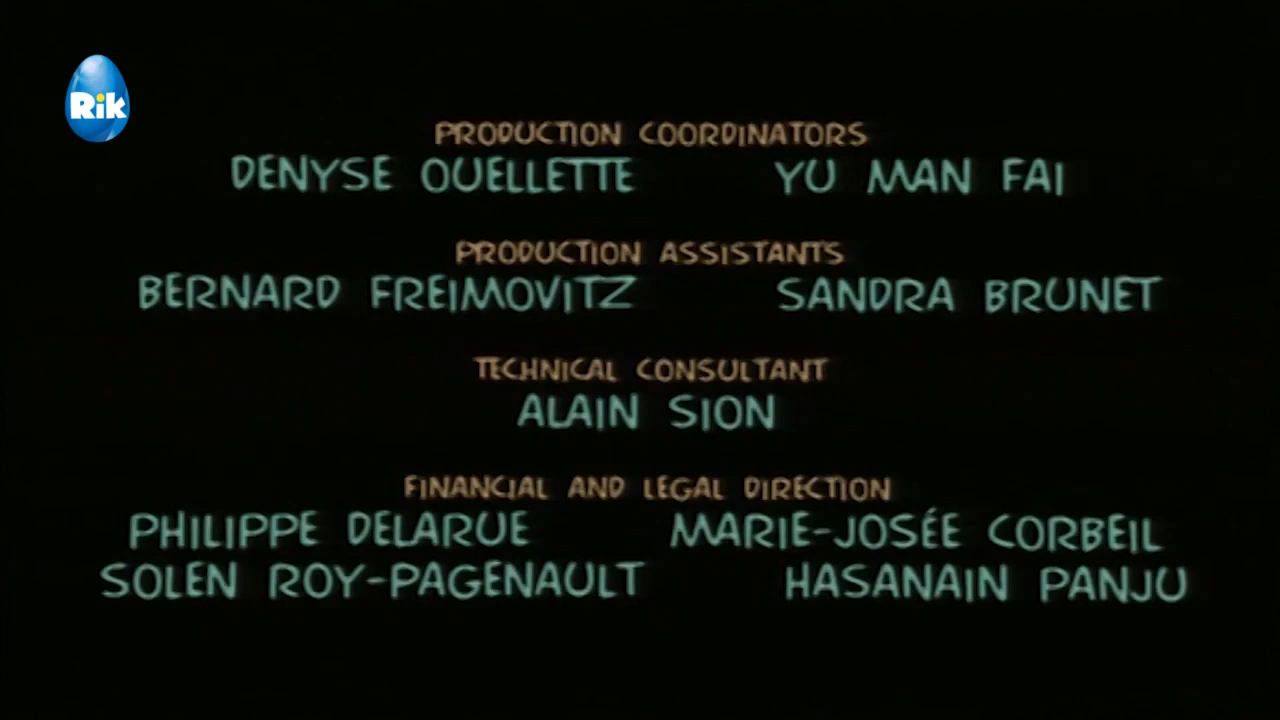 Rik
PRODUCTION COORDINATORS
DENYSE OUELLETTE YU MAN FAI
PRODUCTION ASSISTANTS
BERNARD FREIMOVITZ SANDRA BRUNET
TECHNICAL CONSULTANT
ALAIN SION
FINANCIAL AND LEGAL DIRECTION
PHILIPPE DELARUE MARIE-JOSÉE CORBEIL
SOLEN ROY-PAGENAULT HASANAIN PANJU